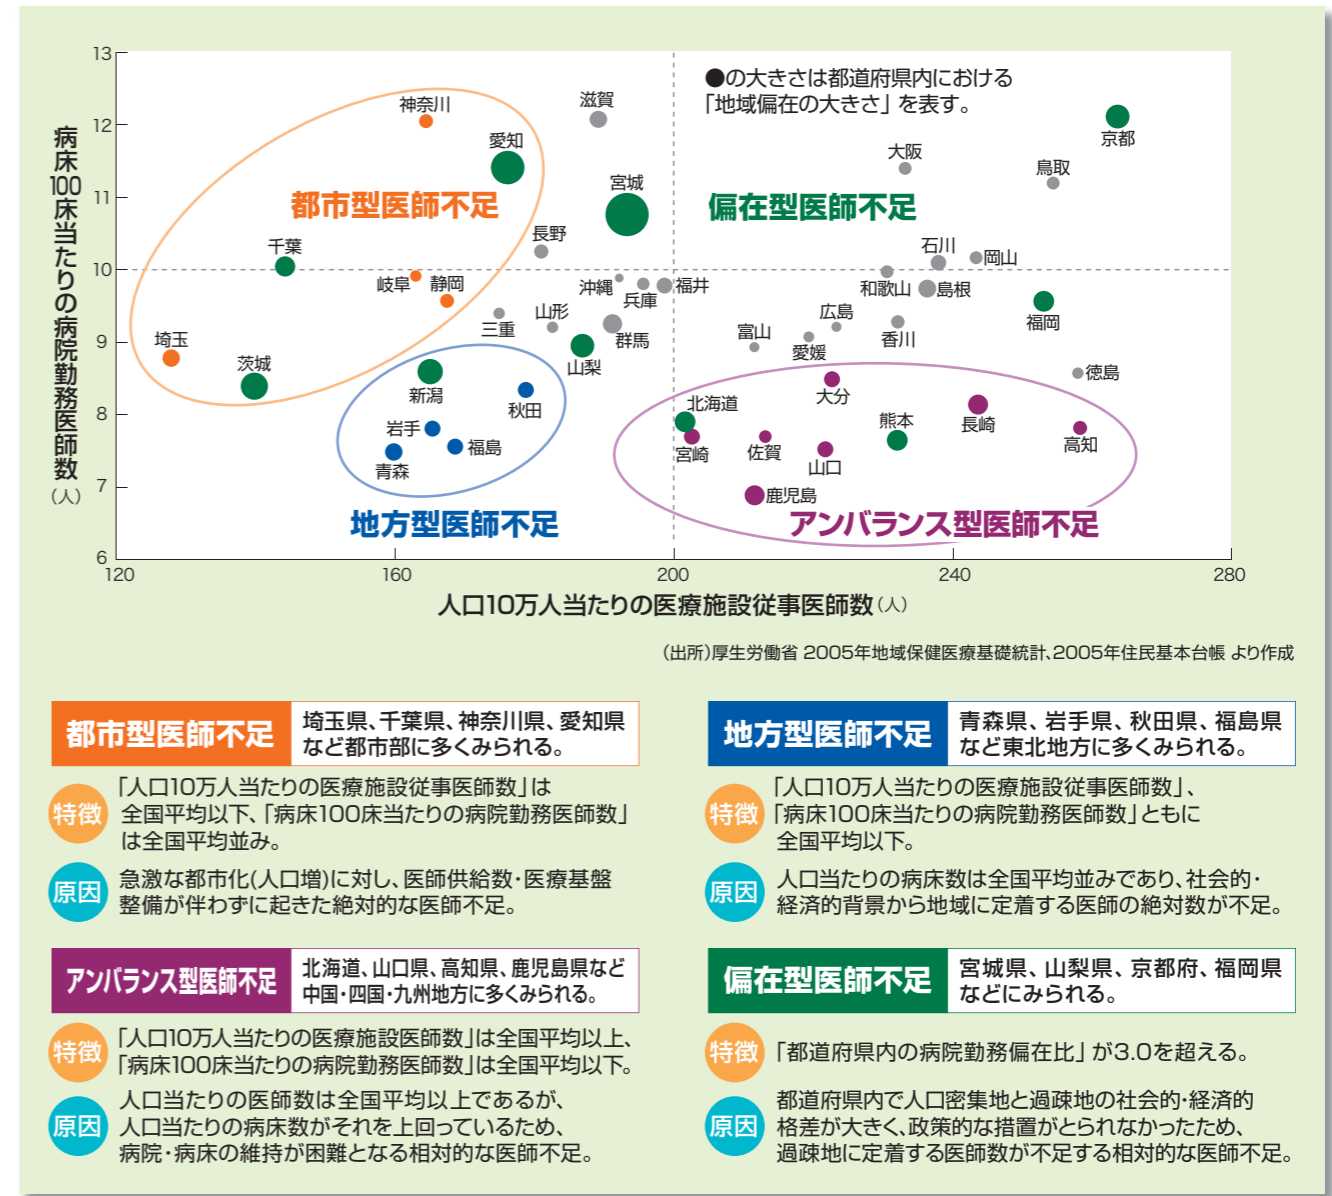 ●の大きさは都道府県内における
「地域偏在の大きさ」を表す。
病床100床当たりの病院勤務医師数
（人）
13
12
11
10
9
8
7
6
神奈川
滋賀
愛知
宮城
京都
大阪
鳥取
都市型医師不足
偏在型医師不足
千葉
長野
石川
岡山
岐阜
静岡
沖縄
兵庫
福井
和歌山
島根
福岡
三重
山形
群馬
富山
広島
愛媛
香川
埼玉
茨城
山梨
徳島
新潟
秋田
大分
北海道
熊本
長崎
高知
岩手
福島
青森
宮崎
佐賀
山口
鹿児島
地方型医師不足
アンバランス型医師不足
120
160
200
240
280
人口10万人当たりの医療施設従事医師数（人）
（出所）厚生労働省 2005年地域保健医療基礎統計、2005年住民基本台帳 より作成
都市型医師不足
埼玉県、千葉県、神奈川県、愛知県
など都市部に多くみられる。
特徴
「人口10万人当たりの医療施設従事医師数」は
全国平均以下、「病床100床当たりの病院勤務医師数」
は全国平均並み。
原因
急激な都市化(人口増)に対し、医師供給数・医療基盤
整備が伴わずに起きた絶対的な医師不足。
地方型医師不足
青森県、岩手県、秋田県、福島県
など東北地方に多くみられる。
特徴
「人口10万人当たりの医療施設従事医師数」、
「病床100床当たりの病院勤務医師数」ともに
全国平均以下。
原因
人口当たりの病床数は全国平均並みであり、社会的・
経済的背景から地域に定着する医師の絶対数が不足。
アンバランス型医師不足
北海道、山口県、高知県、鹿児島県など
中国・四国・九州地方に多くみられる。
特徴
「人口10万人当たりの医療施設医師数」は全国平均以上、
「病床100床当たりの病院勤務医師数」は全国平均以下。
原因
人口当たりの医師数は全国平均以上であるが、
人口当たりの病床数がそれを上回っているため、
病院・病床の維持が困難となる相対的な医師不足。
偏在型医師不足
宮城県、山梨県、京都府、福岡県
などにみられる。
特徴
「都道府県内の病院勤務偏在比」が3.0を超える。
原因
都道府県内で人口密集地と過疎地の社会的・経済的
格差が大きく、政策的な措置がとられなかったため、
過疎地に定着する医師数が不足する相対的な医師不足。